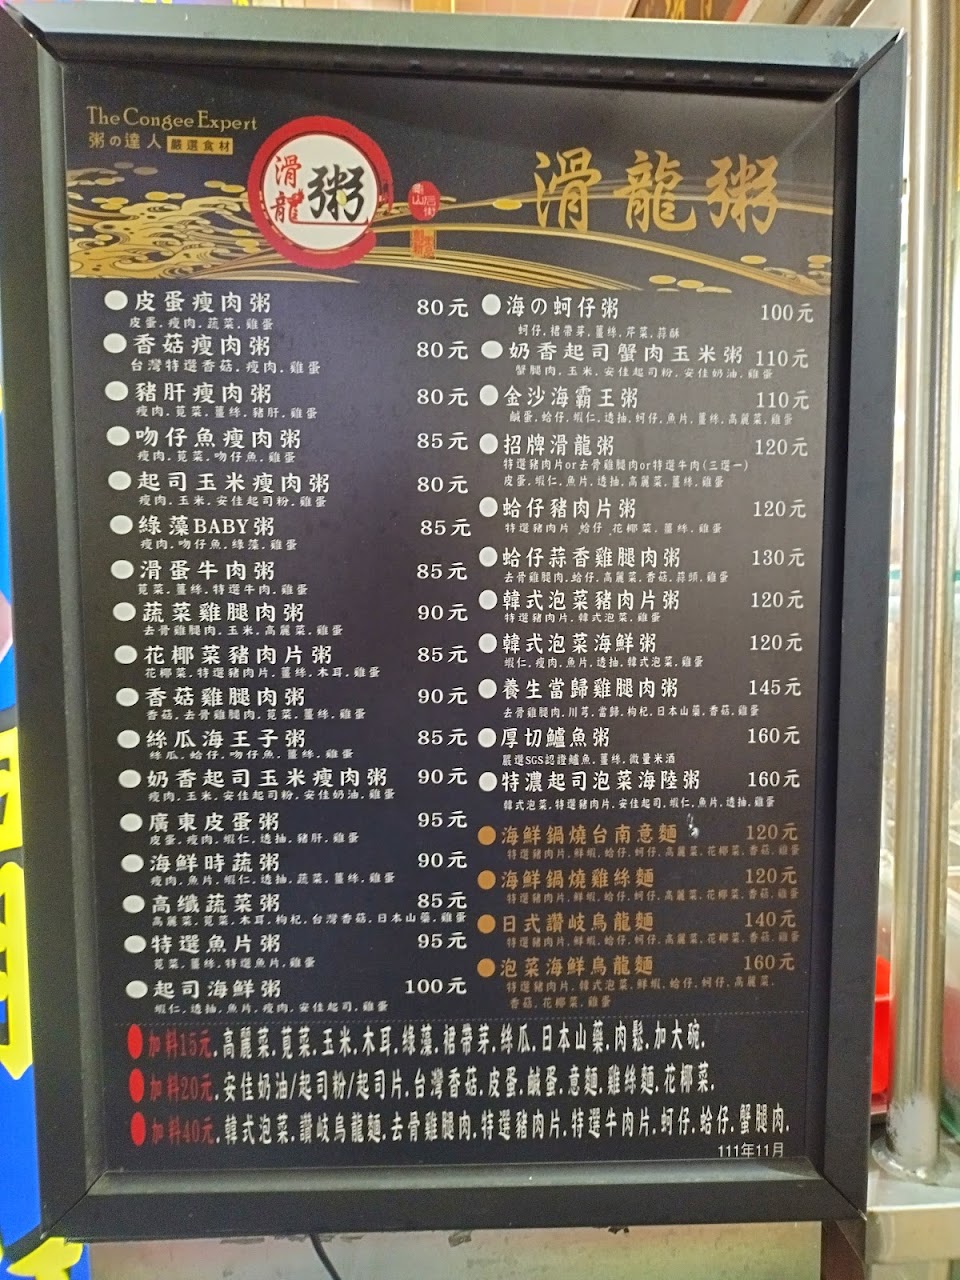 The Congee Expert
粥の達人 嚴選食材
滑龍粥
滑龍粥
皮蛋瘦肉粥 80元
皮蛋.瘦肉.蔬菜.雞蛋
香菇瘦肉粥 80元
台灣特選香菇.瘦肉.雞蛋
豬肝瘦肉粥 80元
瘦肉.莧菜.薑絲.豬肝.雞蛋
吻仔魚瘦肉粥 85元
瘦肉.莧菜.吻仔魚.雞蛋
起司玉米瘦肉粥 80元
瘦肉.玉米.安佳起司粉.雞蛋
綠藻BABY粥 85元
瘦肉.吻仔魚.綠藻.雞蛋
滑蛋牛肉粥 85元
莧菜.薑絲.特選牛肉.雞蛋
蔬菜雞腿肉粥 90元
去骨雞腿肉.玉米.高麗菜.雞蛋
花椰菜豬肉片粥 85元
花椰菜.特選豬肉片.薑絲.木耳.雞蛋
香菇雞腿肉粥 90元
香菇.去骨雞腿肉.莧菜.薑絲.雞蛋
絲瓜海王子粥 85元
絲瓜.蛤仔.吻仔魚.薑絲.雞蛋
奶香起司玉米瘦肉粥 90元
瘦肉.玉米.安佳起司粉.安佳奶油.雞蛋
廣東皮蛋粥 95元
皮蛋.瘦肉.蝦仁.透抽.豬肝.雞蛋
海鮮時蔬粥 90元
瘦肉.魚片.蝦仁.透抽.蔬菜.薑絲.雞蛋
高纖蔬菜粥 85元
高麗菜.莧菜.木耳.枸杞.台灣香菇.日本山藥.雞蛋
特選魚片粥 95元
莧菜.薑絲.特選魚片.雞蛋
起司海鮮粥 100元
蝦仁.透抽.魚片.瘦肉.安佳起司.雞蛋
海の蚵仔粥 100元
蚵仔.裙帶芽.薑絲.芹菜.蒜酥
奶香起司蟹肉玉米粥 110元
蟹腿肉.玉米.安佳起司粉.安佳奶油.雞蛋
金沙海霸王粥 110元
鹹蛋.蛤仔.蝦仁.透抽.蚵仔.魚片.薑絲.高麗菜.雞蛋
招牌滑龍粥 120元
特選豬肉片or去骨雞腿肉or特選牛肉(三選一)
皮蛋.蝦仁.魚片.透抽.高麗菜.薑絲.雞蛋
蛤仔豬肉片粥 120元
特選豬肉片.蛤仔.花椰菜.薑絲.雞蛋
蛤仔蒜香雞腿肉粥 130元
去骨雞腿肉.蛤仔.高麗菜.香菇.蒜頭.雞蛋
韓式泡菜豬肉片粥 120元
特選豬肉片.韓式泡菜.雞蛋
韓式泡菜海鮮粥 120元
蝦仁.瘦肉.魚片.透抽.韓式泡菜.雞蛋
養生當歸雞腿肉粥 145元
去骨雞腿肉.川芎.當歸.枸杞.日本山藥.香菇.雞蛋
厚切鱸魚粥 160元
嚴選SGS認證鱸魚.薑絲.微量米酒
特濃起司泡菜海陸粥 160元
韓式泡菜.特選豬肉片.安佳起司.蝦仁.魚片.透抽.雞蛋
海鮮鍋燒台南意麵 120元
特選豬肉片.鮮蝦.蛤仔.蚵仔.高麗菜.花椰菜.香菇.雞蛋
海鮮鍋燒雞絲麵 120元
特選豬肉片.鮮蝦.蛤仔.蚵仔.高麗菜.花椰菜.香菇.雞蛋
日式讚岐烏龍麵 140元
特選豬肉片.鮮蝦.蛤仔.蚵仔.高麗菜.花椰菜.香菇.雞蛋
泡菜海鮮烏龍麵 160元
特選豬肉片.韓式泡菜.鮮蝦.蛤仔.蚵仔.高麗菜.
香菇.花椰菜.雞蛋
加料15元.高麗菜.莧菜.玉米.木耳.綠藻.裙帶芽.絲瓜.日本山藥.肉鬆.加大碗.
加料20元.安佳奶油/起司粉/起司片.台灣香菇.皮蛋.鹹蛋.意麵.雞絲麵.花椰菜.
加料40元.韓式泡菜.讚岐烏龍麵.去骨雞腿肉.特選豬肉片.特選牛肉片.蚵仔.蛤仔.蟹腿肉.
111年11月